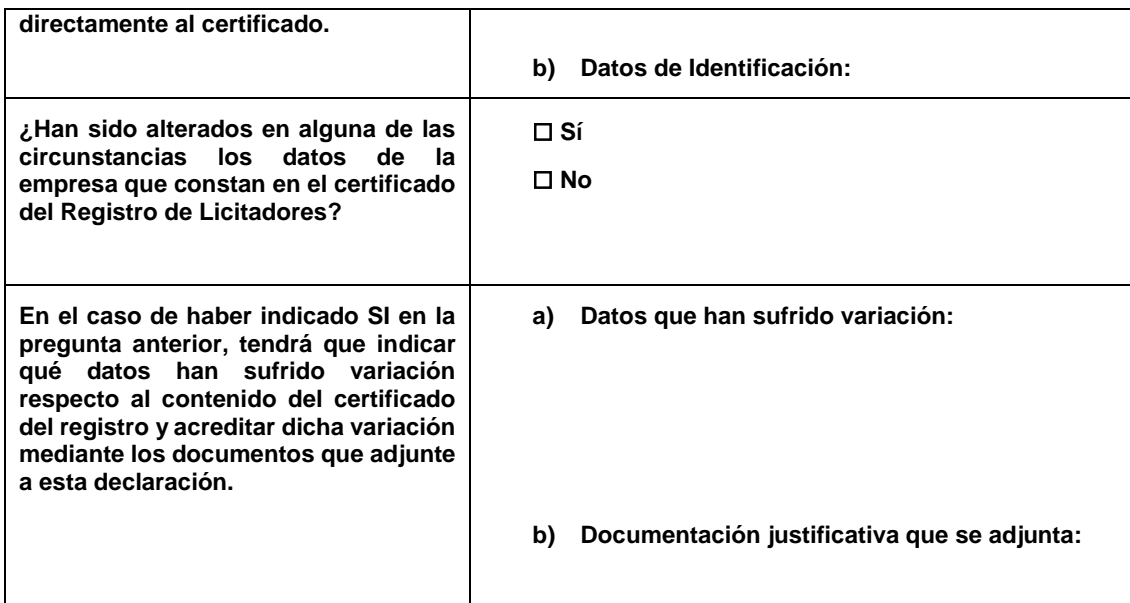 directamente al certificado.
b) Datos de Identificación:
¿Han sido alterados en alguna de las
circunstancias los datos de la
empresa que constan en el certificado
del Registro de Licitadores?
☐ Sí
☐ No
En el caso de haber indicado SI en la
pregunta anterior, tendrá que indicar
qué datos han sufrido variación
respecto al contenido del certificado
del registro y acreditar dicha variación
mediante los documentos que adjunte
a esta declaración.
a) Datos que han sufrido variación:
b) Documentación justificativa que se adjunta: